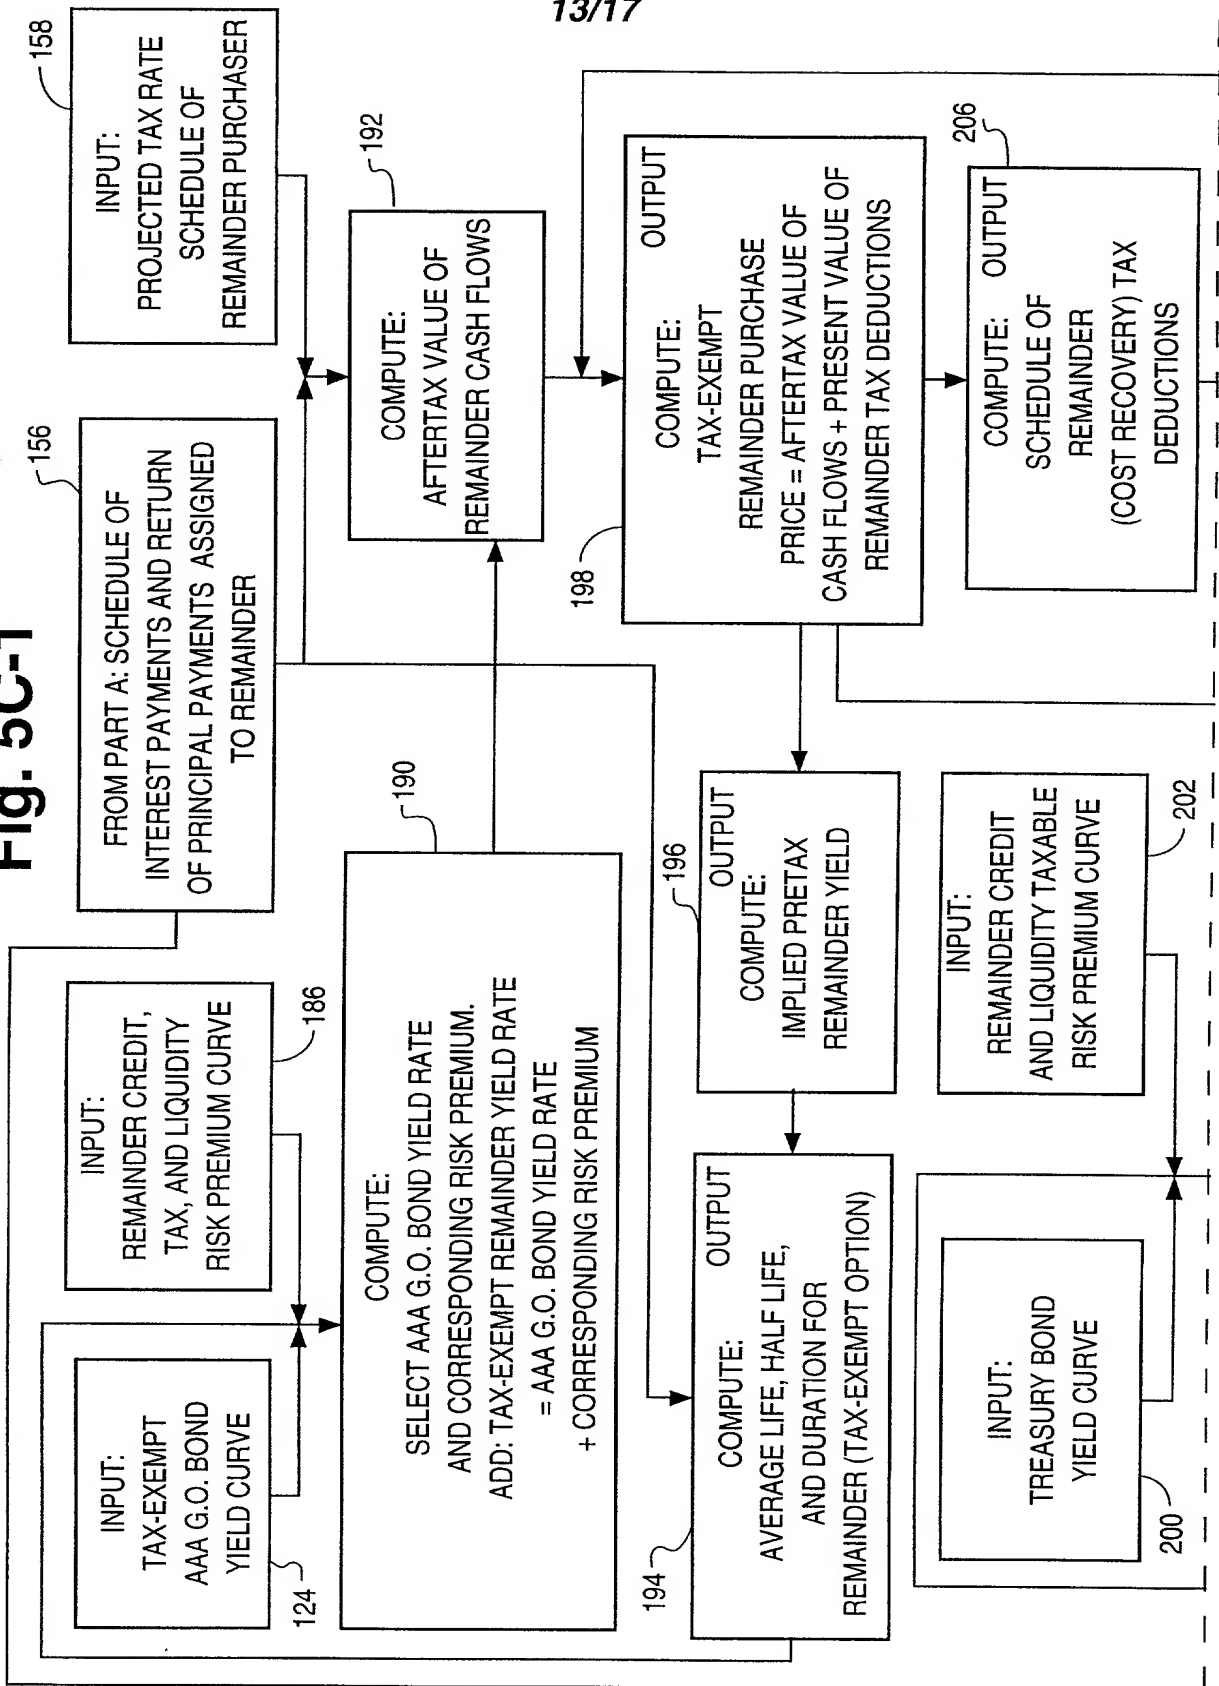 13/17
Fig. 5C-1
INPUT:
TAX-EXEMPT
AAA G.O. BOND
YIELD CURVE
124
INPUT:
REMAINDER CREDIT,
TAX, AND LIQUIDITY
RISK PREMIUM CURVE
186
FROM PART A: SCHEDULE OF
INTEREST PAYMENTS AND RETURN
OF PRINCIPAL PAYMENTS ASSIGNED
TO REMAINDER
156
INPUT:
PROJECTED TAX RATE
SCHEDULE OF
REMAINDER PURCHASER
158
COMPUTE:
SELECT AAA G.O. BOND YIELD RATE
AND CORRESPONDING RISK PREMIUM.
ADD: TAX-EXEMPT REMAINDER YIELD RATE
= AAA G.O. BOND YIELD RATE
+ CORRESPONDING RISK PREMIUM
190
COMPUTE:
AFTERTAX VALUE OF
REMAINDER CASH FLOWS
192
194
COMPUTE: OUTPUT
AVERAGE LIFE, HALF LIFE,
AND DURATION FOR
REMAINDER (TAX-EXEMPT OPTION)
196
OUTPUT
COMPUTE:
IMPLIED PRETAX
REMAINDER YIELD
198
COMPUTE: OUTPUT
TAX-EXEMPT
REMAINDER PURCHASE
PRICE = AFTERTAX VALUE OF
CASH FLOWS + PRESENT VALUE OF
REMAINDER TAX DEDUCTIONS
INPUT:
TREASURY BOND
YIELD CURVE
200
INPUT:
REMAINDER CREDIT
AND LIQUIDITY TAXABLE
RISK PREMIUM CURVE
202
206
COMPUTE: OUTPUT
SCHEDULE OF
REMAINDER
(COST RECOVERY) TAX
DEDUCTIONS